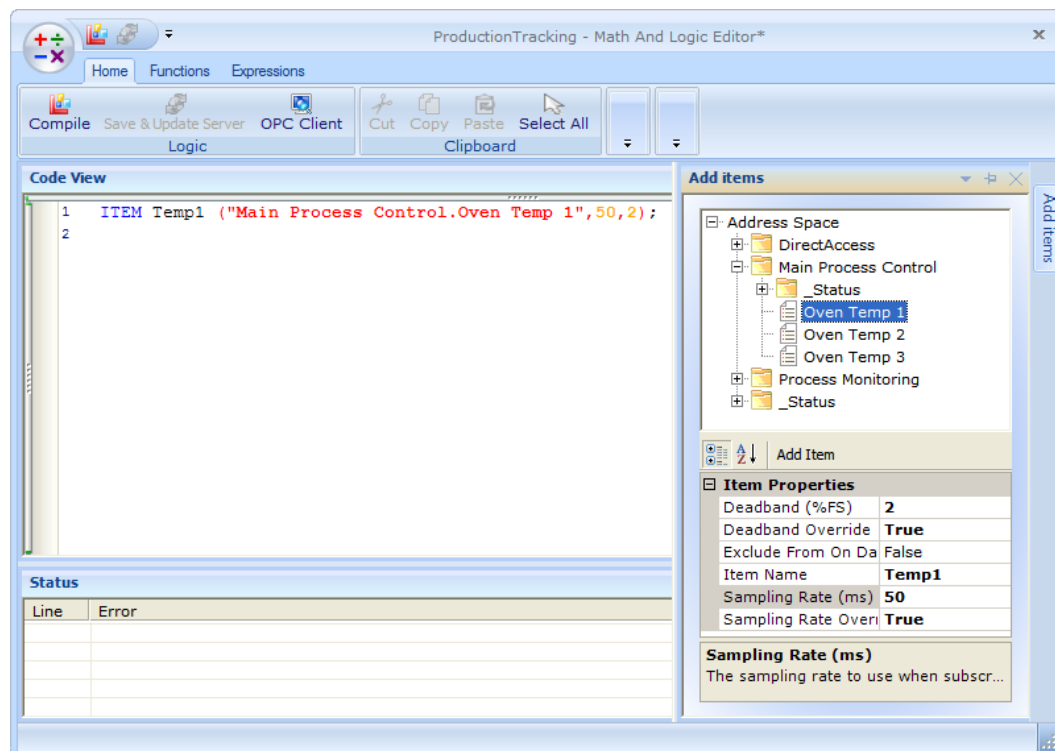 ProductionTracking - Math And Logic Editor*
Home Functions Expressions
Compile Save & Update Server OPC Client Cut Copy Paste Select All
Logic Clipboard
Code View
1 ITEM Temp1 ("Main Process Control.Oven Temp 1",50,2);
2
Status
Line Error
Add items
Address Space
DirectAccess
Main Process Control
_Status
Oven Temp 1
Oven Temp 2
Oven Temp 3
Process Monitoring
_Status
Add Item
Item Properties
Deadband (%FS) 2
Deadband Override True
Exclude From On Da False
Item Name Temp1
Sampling Rate (ms) 50
Sampling Rate Overr True
Sampling Rate (ms)
The sampling rate to use when subscr...
Add items